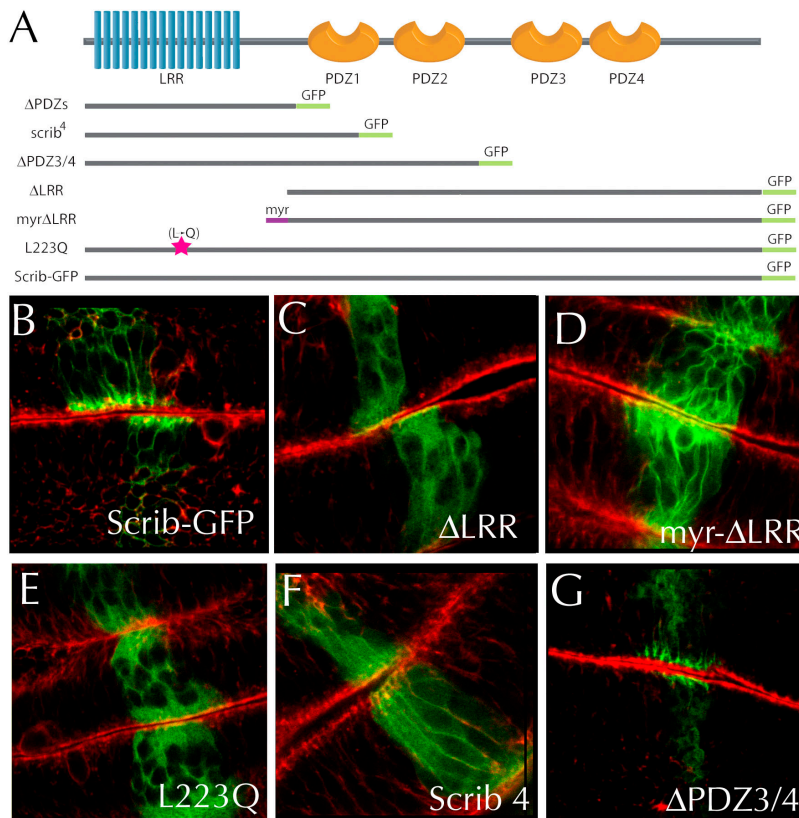 A
LRR
PDZ1 PDZ2 PDZ3 PDZ4
ΔPDZs GFP
scrib4 GFP
ΔPDZ3/4 GFP
ΔLRR GFP
myrΔLRR myr GFP
L223Q (L-Q) GFP
Scrib-GFP GFP
B
Scrib-GFP
C
ΔLRR
D
myr-ΔLRR
E
L223Q
F
Scrib 4
G
ΔPDZ3/4